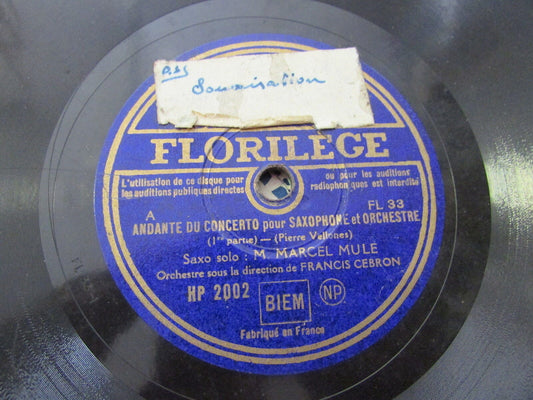 Sonorisation
FLORILÈGE
L'utilisation de ce disque pour
les auditions publiques directes
ou pour les auditions
radiophoniques est interdite
A
FL 33
ANDANTE DU CONCERTO pour SAXOPHONE et ORCHESTRE
(1re partie) — (Pierre Vellones)
Saxo solo : M. MARCEL MULE
Orchestre sous la direction de FRANCIS CEBRON
HP 2002
BIEM
NP
Fabriqué en France